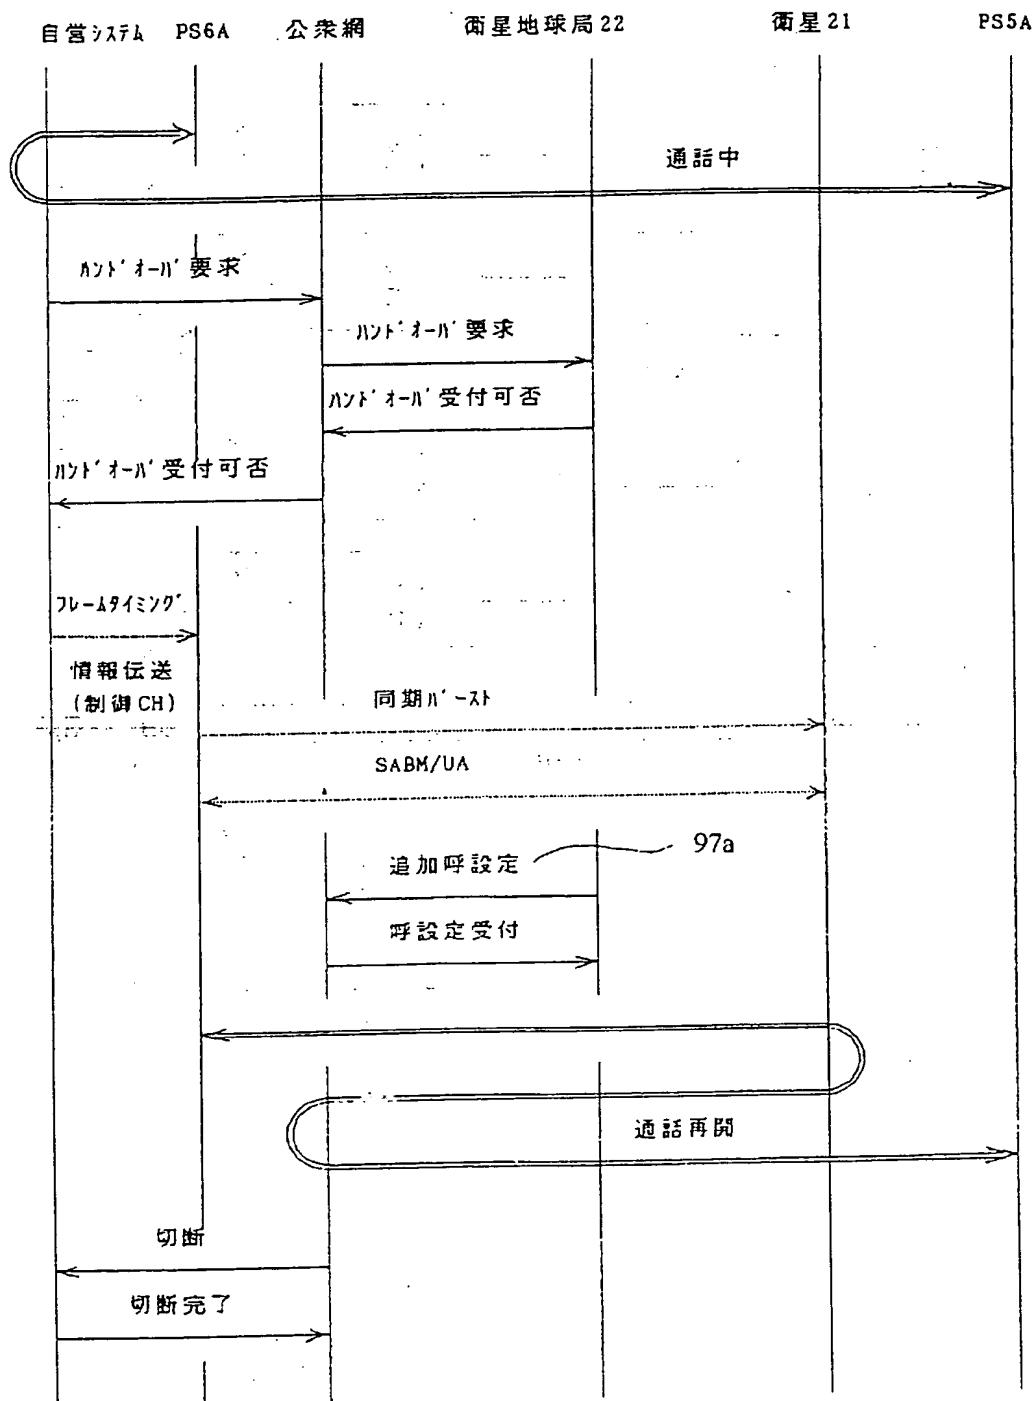 自営システム PS6A 公衆網 衛星地球局22 衛星21 PS5A
通話中
ハンドオーバ要求
ハンドオーバ要求
ハンドオーバ受付可否
ハンドオーバ受付可否
フレームタイミング
情報伝送
(制御CH)
同期バースト
SABM/UA
追加呼設定 97a
呼設定受付
通話再開
切断
切断完了